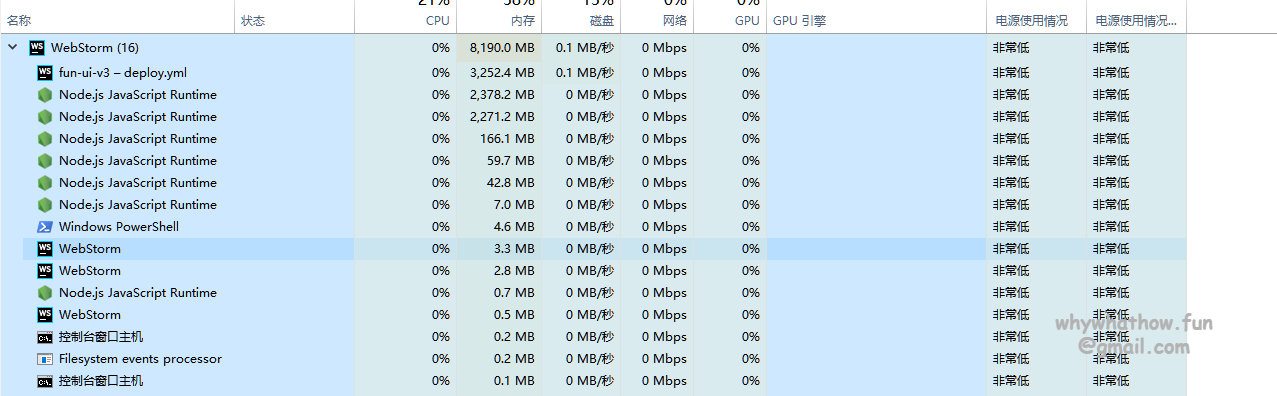 21% 58% 15% 0% 0%
名称 状态 CPU 内存 磁盘 网络 GPU GPU 引擎 电源使用情况 电源使用情况...
WebStorm (16) 0% 8,190.0 MB 0.1 MB/秒 0 Mbps 0% 非常低 非常低
fun-ui-v3 – deploy.yml 0% 3,252.4 MB 0.1 MB/秒 0 Mbps 0% 非常低 非常低
Node.js JavaScript Runtime 0% 2,378.2 MB 0 MB/秒 0 Mbps 0% 非常低 非常低
Node.js JavaScript Runtime 0% 2,271.2 MB 0 MB/秒 0 Mbps 0% 非常低 非常低
Node.js JavaScript Runtime 0% 166.1 MB 0 MB/秒 0 Mbps 0% 非常低 非常低
Node.js JavaScript Runtime 0% 59.7 MB 0 MB/秒 0 Mbps 0% 非常低 非常低
Node.js JavaScript Runtime 0% 42.8 MB 0 MB/秒 0 Mbps 0% 非常低 非常低
Node.js JavaScript Runtime 0% 7.0 MB 0 MB/秒 0 Mbps 0% 非常低 非常低
Windows PowerShell 0% 4.6 MB 0 MB/秒 0 Mbps 0% 非常低 非常低
WebStorm 0% 3.3 MB 0 MB/秒 0 Mbps 0% 非常低 非常低
WebStorm 0% 2.8 MB 0 MB/秒 0 Mbps 0% 非常低 非常低
Node.js JavaScript Runtime 0% 0.7 MB 0 MB/秒 0 Mbps 0% 非常低 非常低
WebStorm 0% 0.5 MB 0 MB/秒 0 Mbps 0% 非常低 非常低
控制台窗口主机 0% 0.2 MB 0 MB/秒 0 Mbps 0% 非常低 非常低
Filesystem events processor 0% 0.2 MB 0 MB/秒 0 Mbps 0% 非常低 非常低
控制台窗口主机 0% 0.1 MB 0 MB/秒 0 Mbps 0% 非常低 非常低
whywhathow.fun
@gmail.com